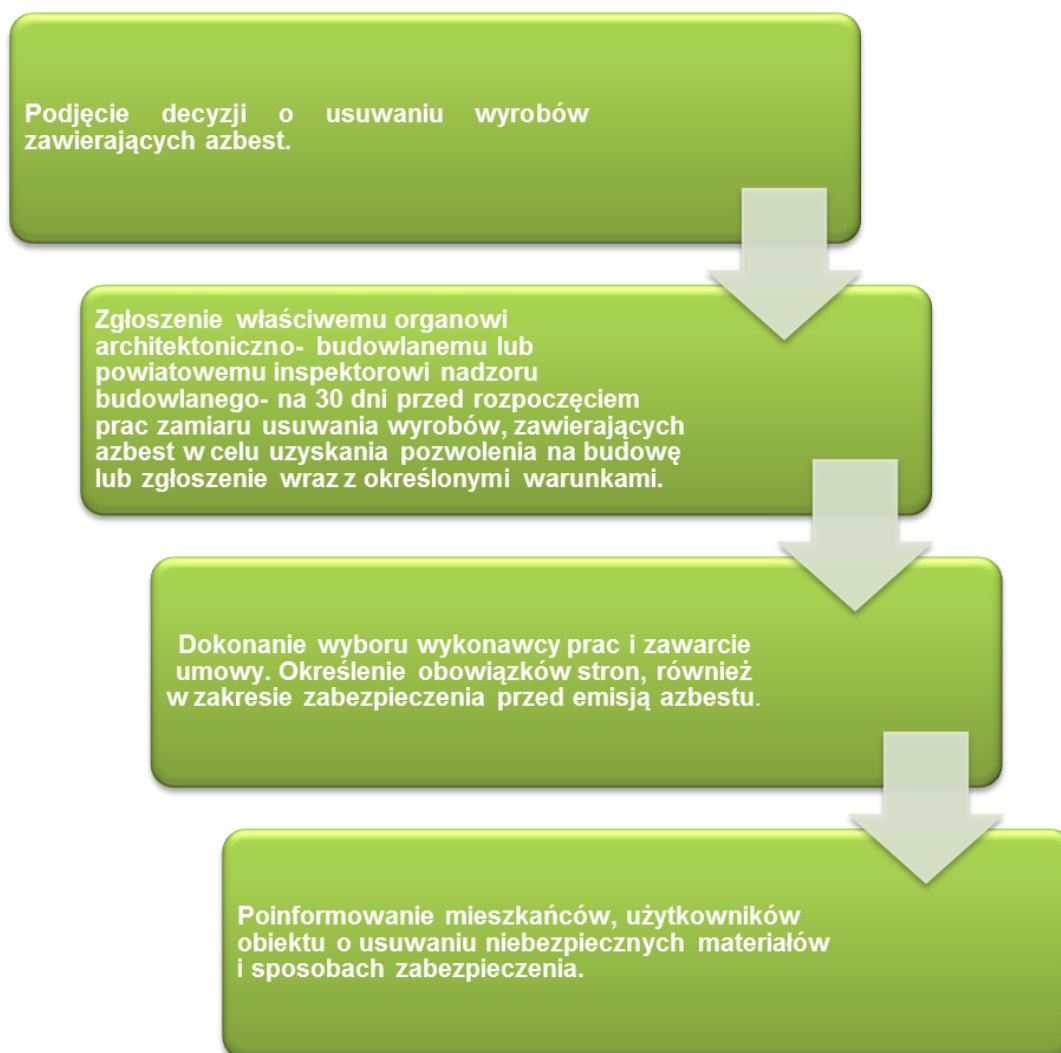 Podjęcie decyzji o usuwaniu wyrobów
zawierających azbest.
Zgłoszenie właściwemu organowi
architektoniczno- budowlanemu lub
powiatowemu inspektorowi nadzoru
budowlanego- na 30 dni przed rozpoczęciem
prac zamiaru usuwania wyrobów, zawierających
azbest w celu uzyskania pozwolenia na budowę
lub zgłoszenie wraz z określonymi warunkami.
Dokonanie wyboru wykonawcy prac i zawarcie
umowy. Określenie obowiązków stron, również
w zakresie zabezpieczenia przed emisją azbestu.
Poinformowanie mieszkańców, użytkowników
obiektu o usuwaniu niebezpiecznych materiałów
i sposobach zabezpieczenia.